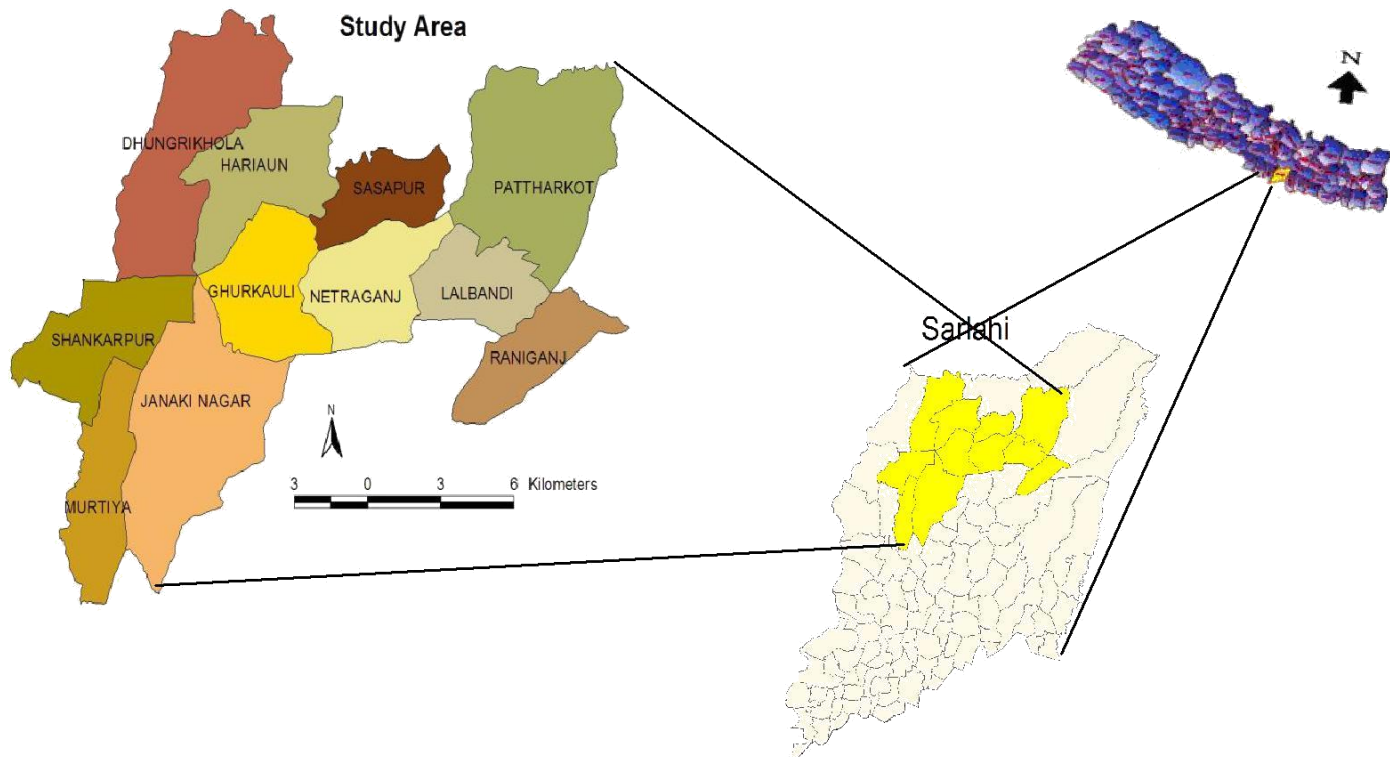 Study Area
N
DHUNGRIKHOLA
HARIAUN
SASAPUR
PATTHARKOT
GHURKAULI
NETRAGANJ
LALBANDI
SHANKARPUR
RANIGANJ
JANAKI NAGAR
MURTIYA
N
3 0 3 6 Kilometers
Sarlahi